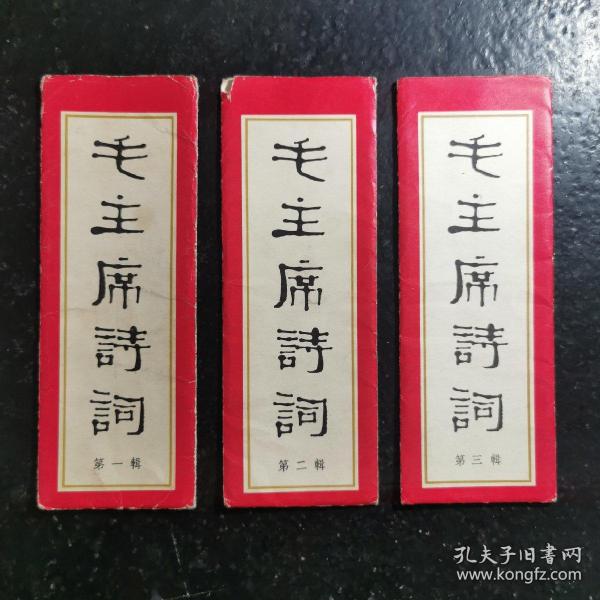 毛主席詩詞
第一輯
毛主席詩詞
第二輯
毛主席詩詞
第三輯
孔夫子旧書网
www.kongfz.com